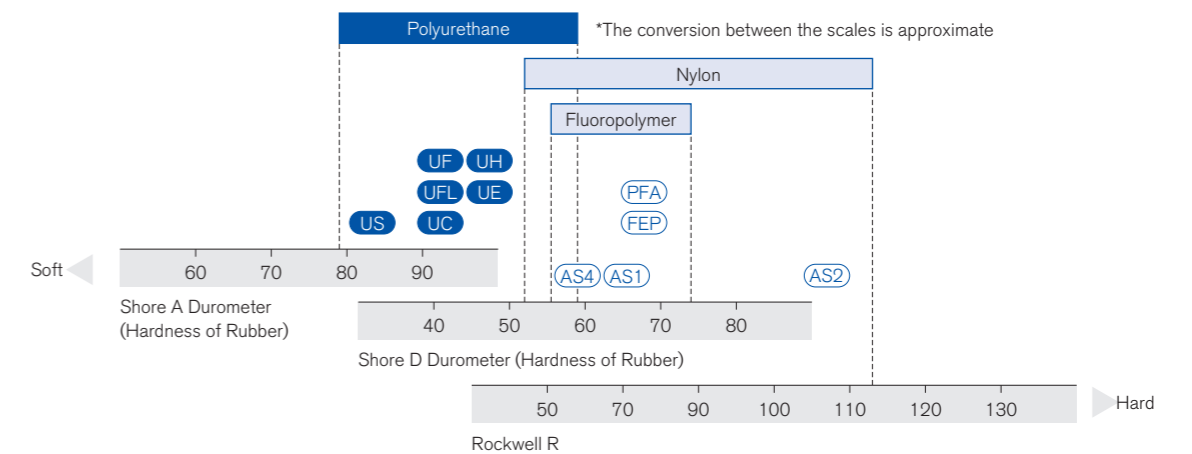 Polyurethane
*The conversion between the scales is approximate
Nylon
Fluoropolymer
UF UH
UFL UE PFA
US UC FEP
Soft 60 70 80 90 AS4 AS1 AS2
Shore A Durometer
(Hardness of Rubber)
40 50 60 70 80
Shore D Durometer (Hardness of Rubber)
50 70 90 100 110 120 130 Hard
Rockwell R